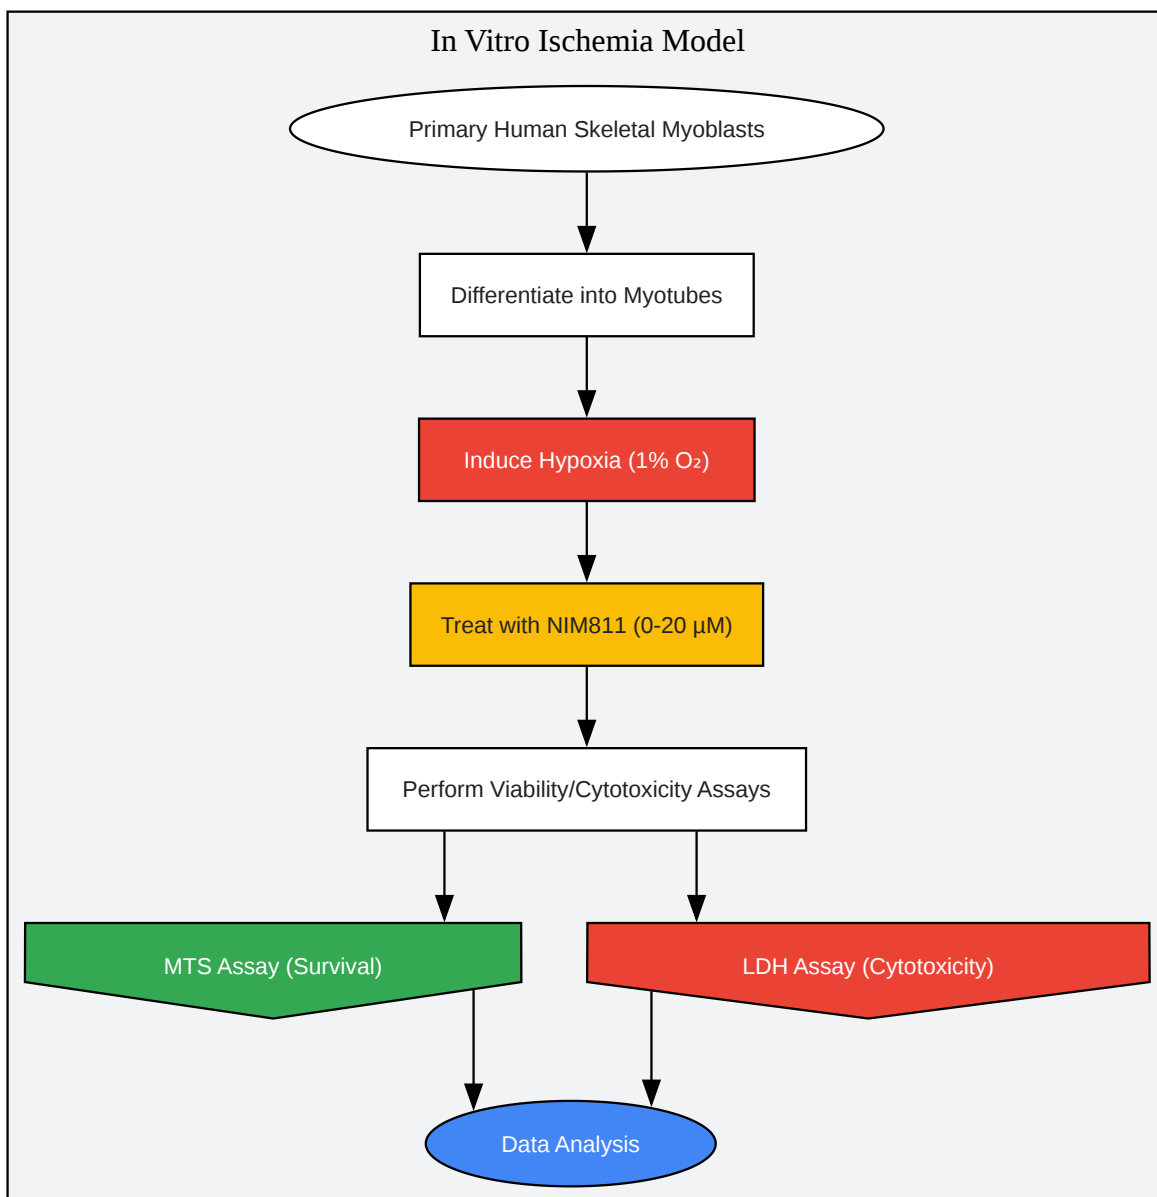 In Vitro Ischemia Model
Primary Human Skeletal Myoblasts
Differentiate into Myotubes
Induce Hypoxia (1% O₂)
Treat with NIM811 (0-20 µM)
Perform Viability/Cytotoxicity Assays
MTS Assay (Survival)
LDH Assay (Cytotoxicity)
Data Analysis